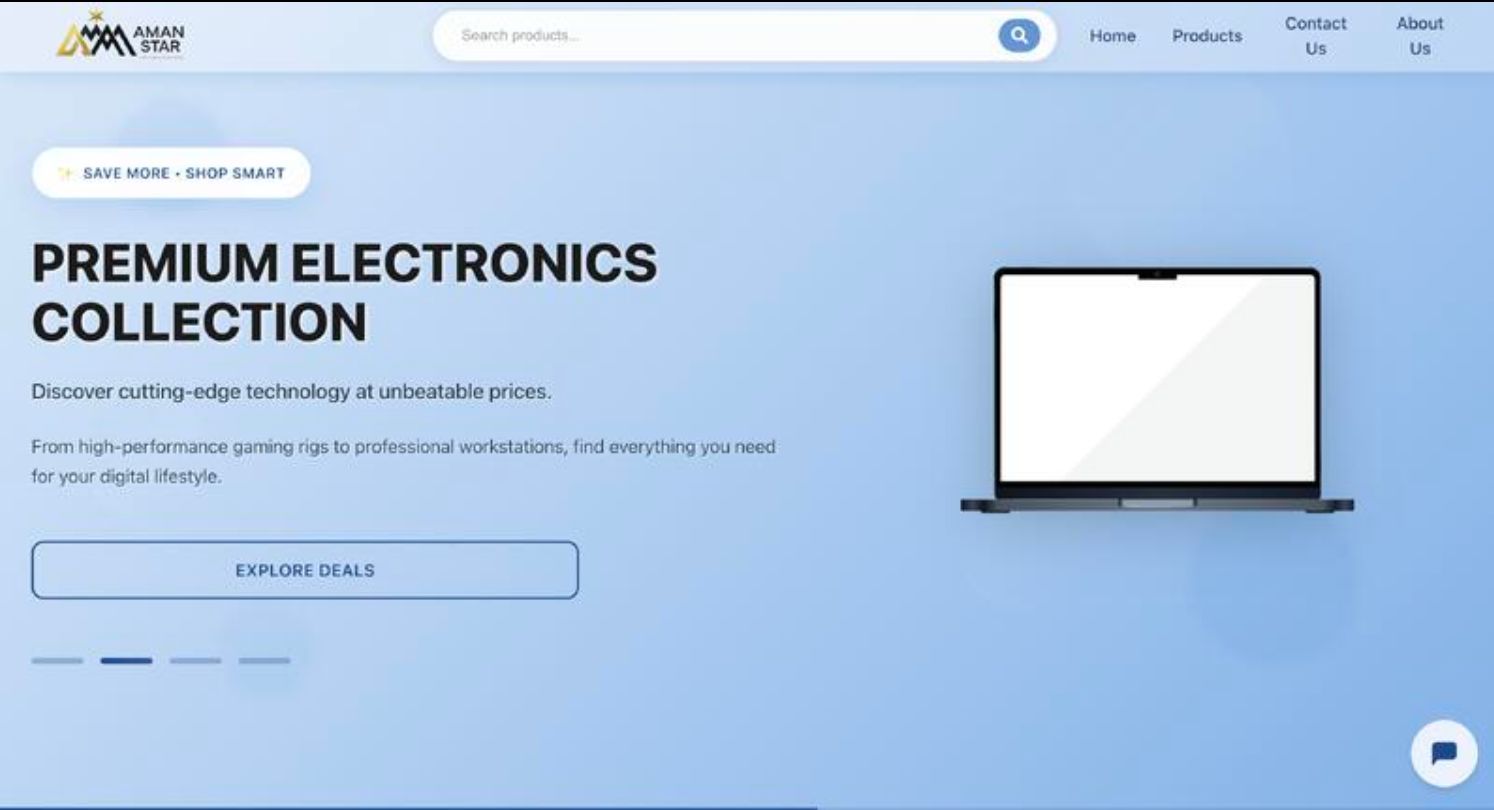 AMAN
STAR
Search products...
Home
Products
Contact
Us
About
Us
✨ SAVE MORE • SHOP SMART
PREMIUM ELECTRONICS
COLLECTION
Discover cutting-edge technology at unbeatable prices.
From high-performance gaming rigs to professional workstations, find everything you need
for your digital lifestyle.
EXPLORE DEALS